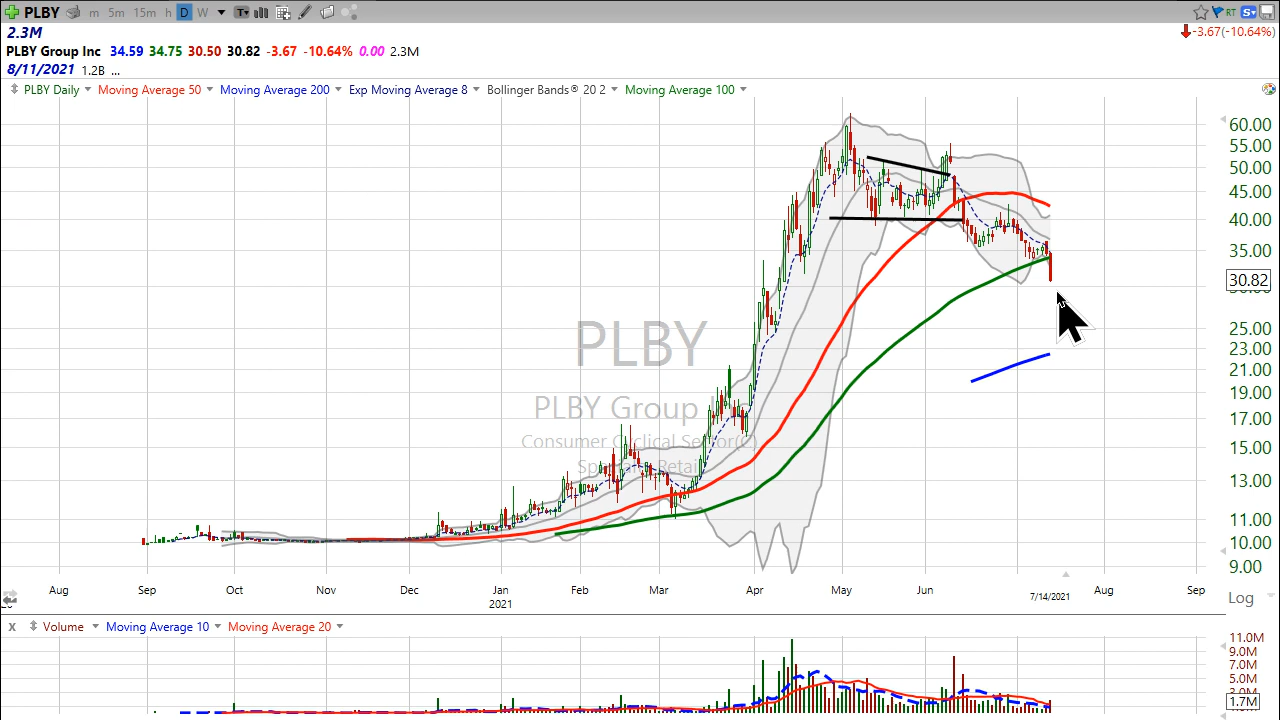 PLBY m 5m 15m h D W T RT S
2.3M
-3.67(-10.64%)
PLBY Group Inc 34.59 34.75 30.50 30.82 -3.67 -10.64% 0.00 2.3M
8/11/2021 1.2B ...
PLBY Daily Moving Average 50 Moving Average 200 Exp Moving Average 8 Bollinger Bands® 20 2 Moving Average 100
60.00
55.00
50.00
45.00
40.00
35.00
30.82
25.00
23.00
21.00
19.00
17.00
15.00
13.00
11.00
10.00
9.00
PLBY
PLBY Group
Consumer Cyclical Sector(C)
Retail
Aug Sep Oct Nov Dec Jan Feb Mar Apr May Jun Aug Sep
2021 7/14/2021
Log
X Volume Moving Average 10 Moving Average 20
11.0M
9.0M
7.0M
5.0M
1.7M